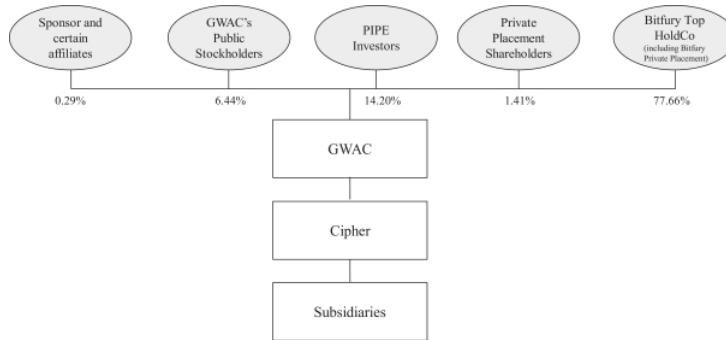 Sponsor and
certain
affiliates
GWAC's
Public
Stockholders
PIPE
Investors
Private
Placement
Shareholders
Bitfury Top
HoldCo
(including Bitfury
Private Placement)
0.29%
6.44%
14.20%
1.41%
77.66%
GWAC
Cipher
Subsidiaries